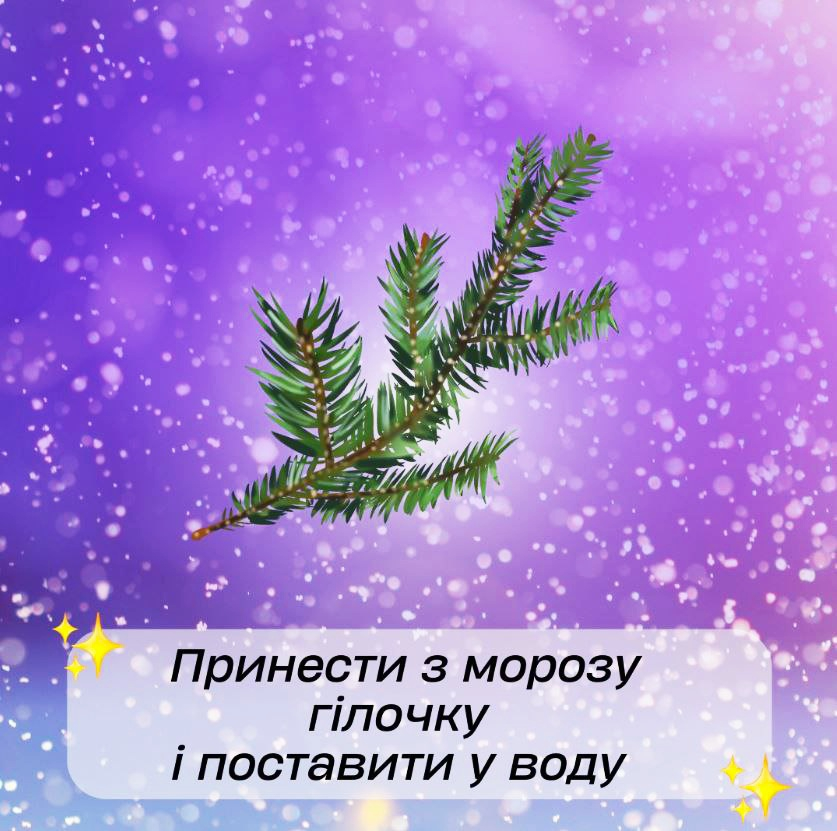 Принести з морозу
гілочку
і поставити у воду